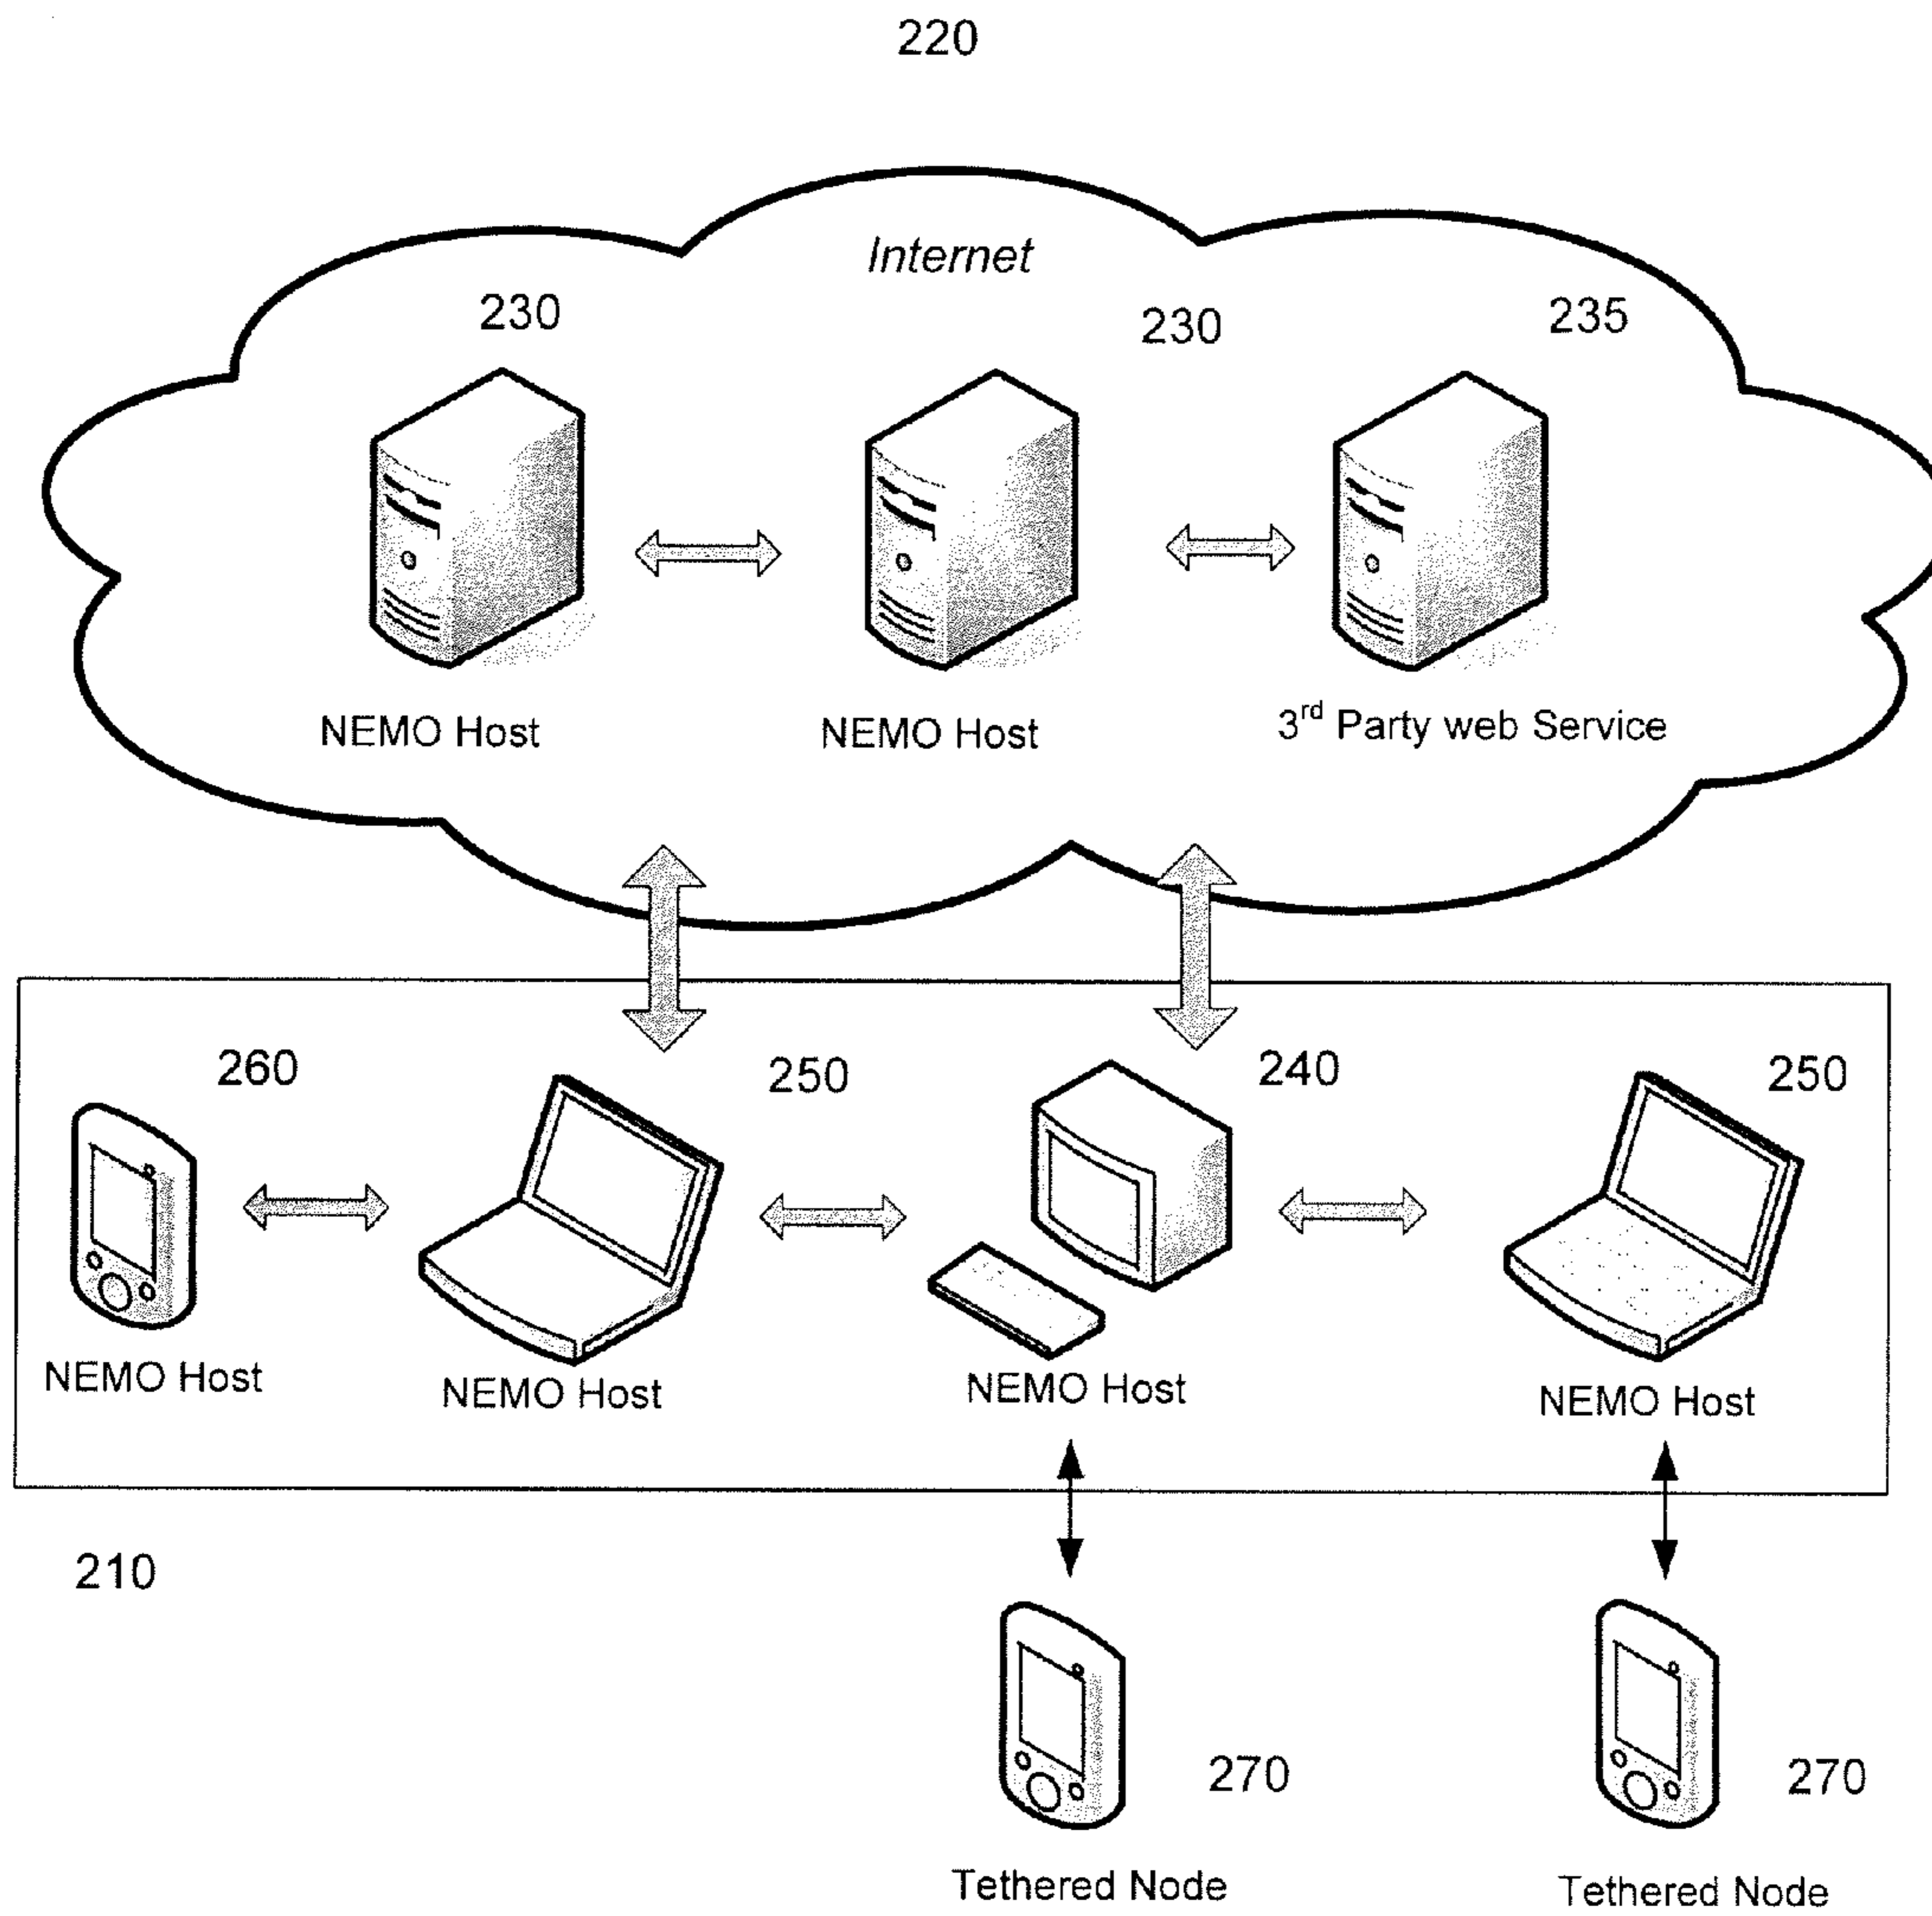 220
Internet
230
230
235
NEMO Host
NEMO Host
3rd Party web Service
260
250
240
250
NEMO Host
NEMO Host
NEMO Host
NEMO Host
210
270
270
Tethered Node
Tethered Node